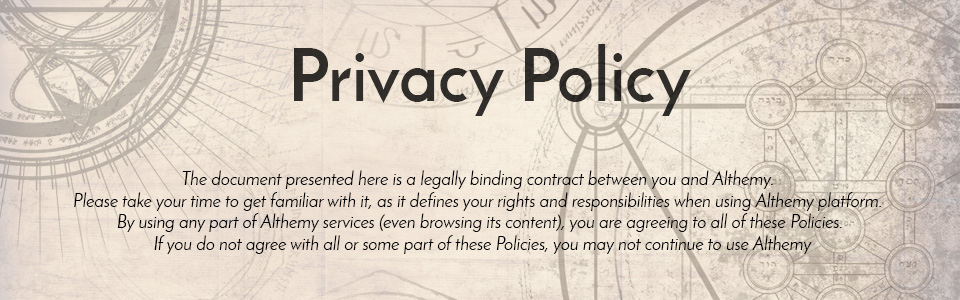 Privacy Policy
The document presented here is a legally binding contract between you and Althemy.
Please take your time to get familiar with it, as it defines your rights and responsibilities when using Althemy platform.
By using any part of Althemy services (even browsing its content), you are agreeing to all of these Policies.
If you do not agree with all or some part of these Policies, you may not continue to use Althemy